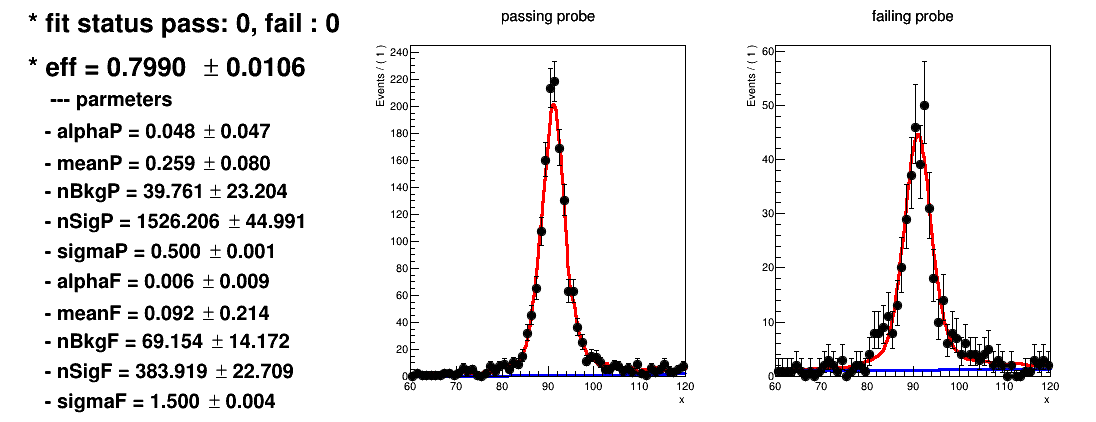 * fit status pass: 0, fail : 0
* eff = 0.7990 ± 0.0106
--- parmeters
- alphaP = 0.048 ± 0.047
- meanP = 0.259 ± 0.080
- nBkgP = 39.761 ± 23.204
- nSigP = 1526.206 ± 44.991
- sigmaP = 0.500 ± 0.001
- alphaF = 0.006 ± 0.009
- meanF = 0.092 ± 0.214
- nBkgF = 69.154 ± 14.172
- nSigF = 383.919 ± 22.709
- sigmaF = 1.500 ± 0.004
passing probe
Events / ( 1 )
240
220
200
180
160
140
120
100
80
60
40
20
0
60 70 80 90 100 110 120
x
failing probe
Events / ( 1 )
60
50
40
30
20
10
0
60 70 80 90 100 110 120
x